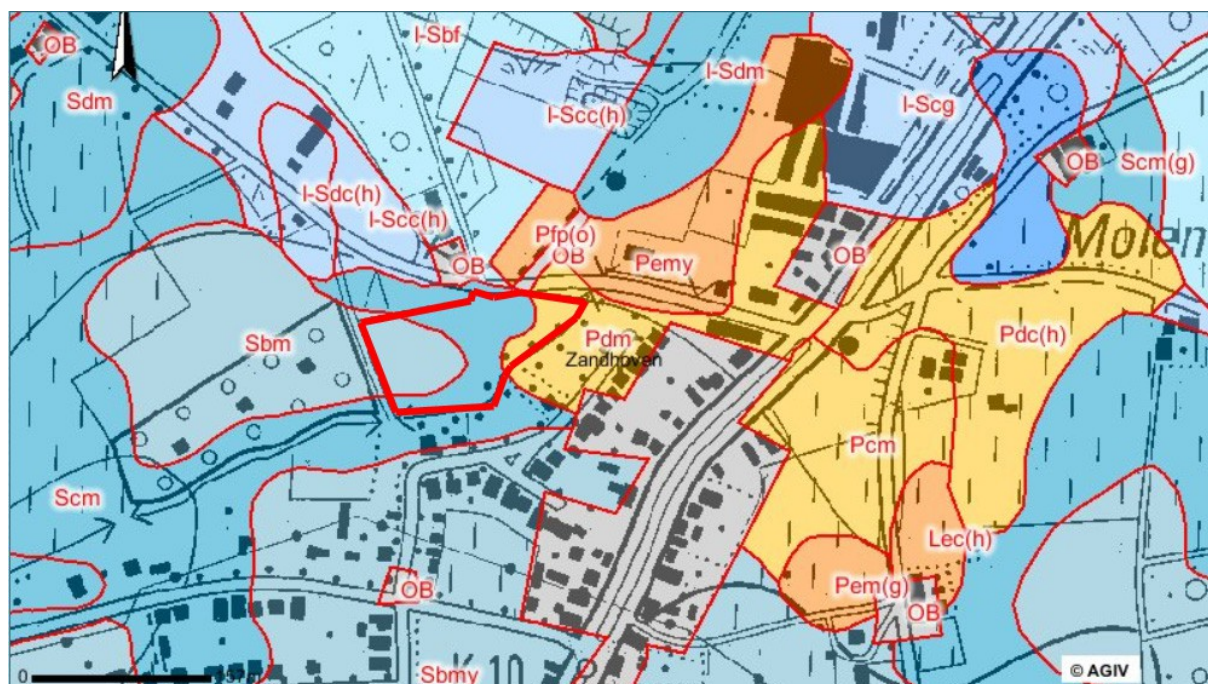 I-Sbf
OB
Sdm
I-Sdm
I-Scc(h)
I-Scg
OB
Scm(g)
I-Sdc(h)
I-Scc(h)
Pfp(o)
OB
OB
Pemy
OB
Molen
Sbm
Pdm
Zandhoven
Pdc(h)
Pcm
Scm
Lec(h)
Pem(g)
OB
OB
Sbmy
K 10
0
© AGIV